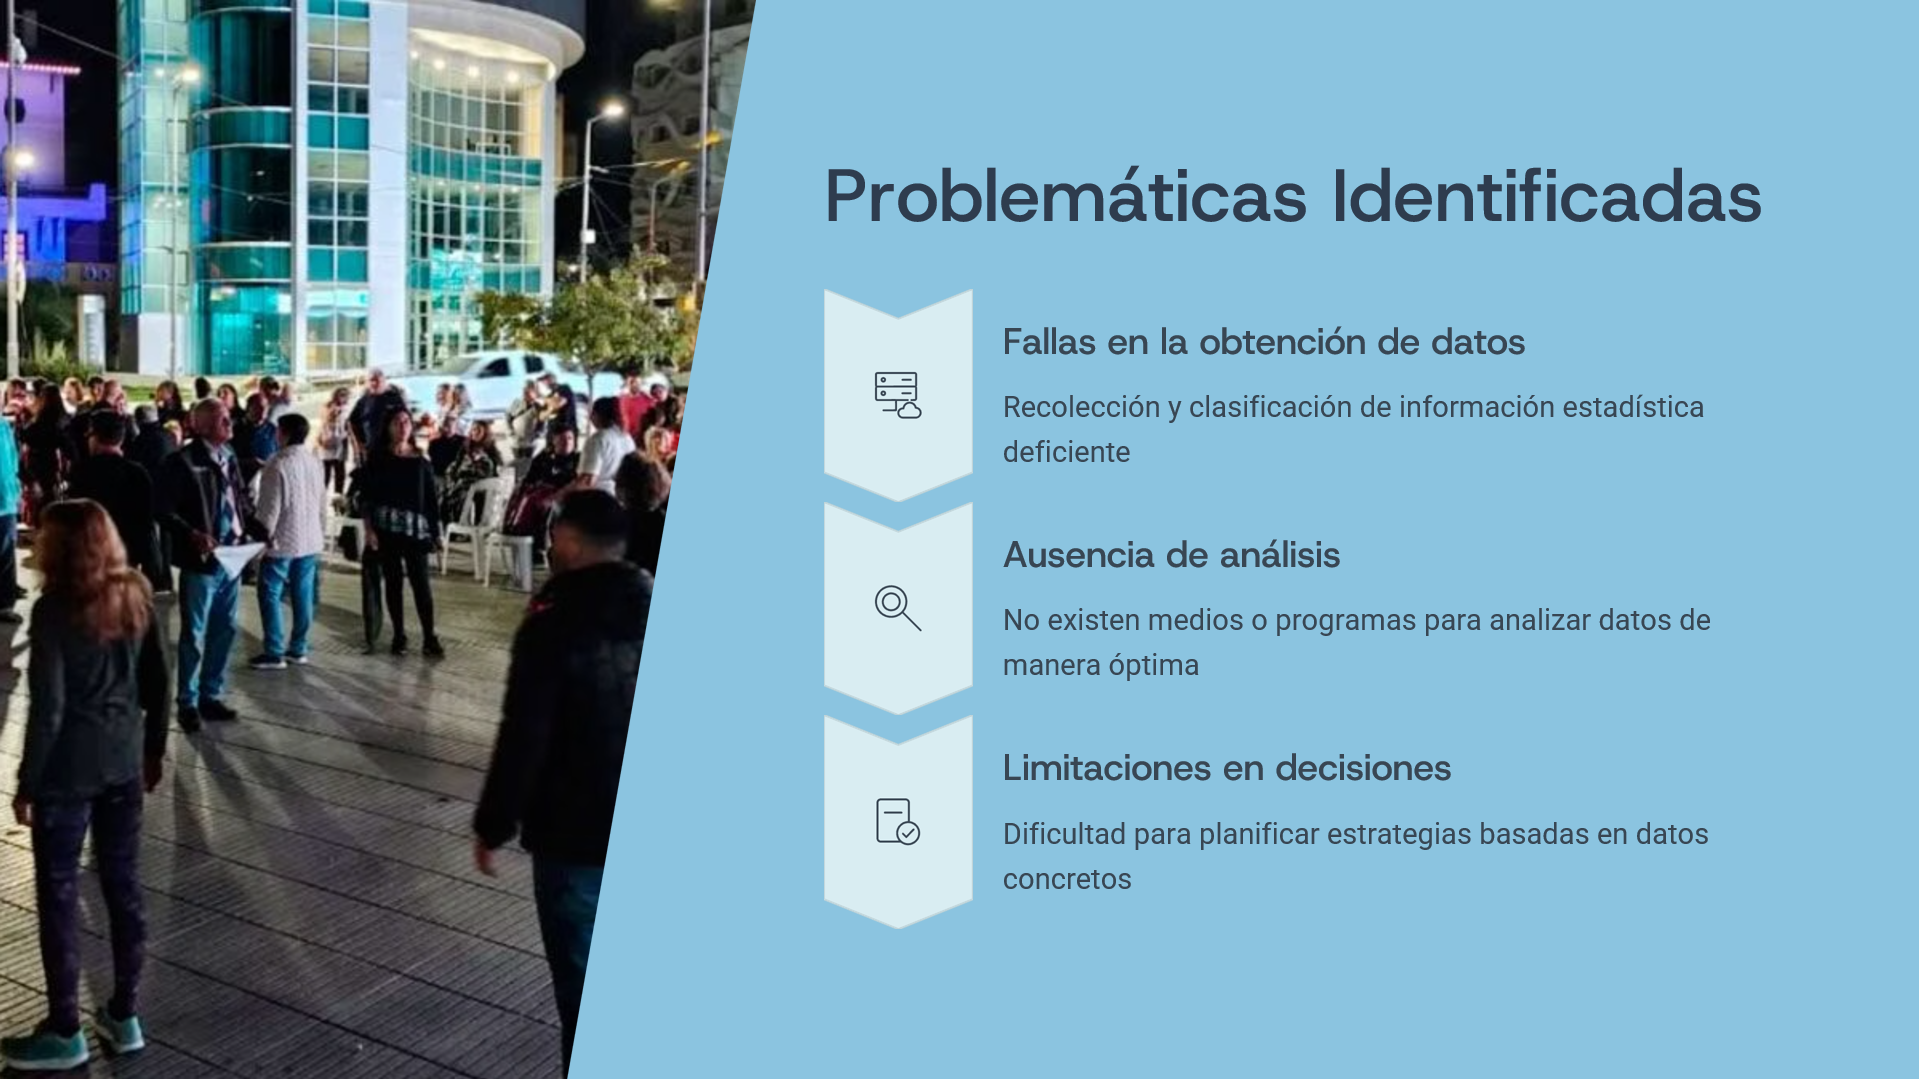 Problemáticas Identificadas
Fallas en la obtención de datos
Recolección y clasificación de información estadística
deficiente
Ausencia de análisis
No existen medios o programas para analizar datos de
manera óptima
Limitaciones en decisiones
Dificultad para planificar estrategias basadas en datos
concretos